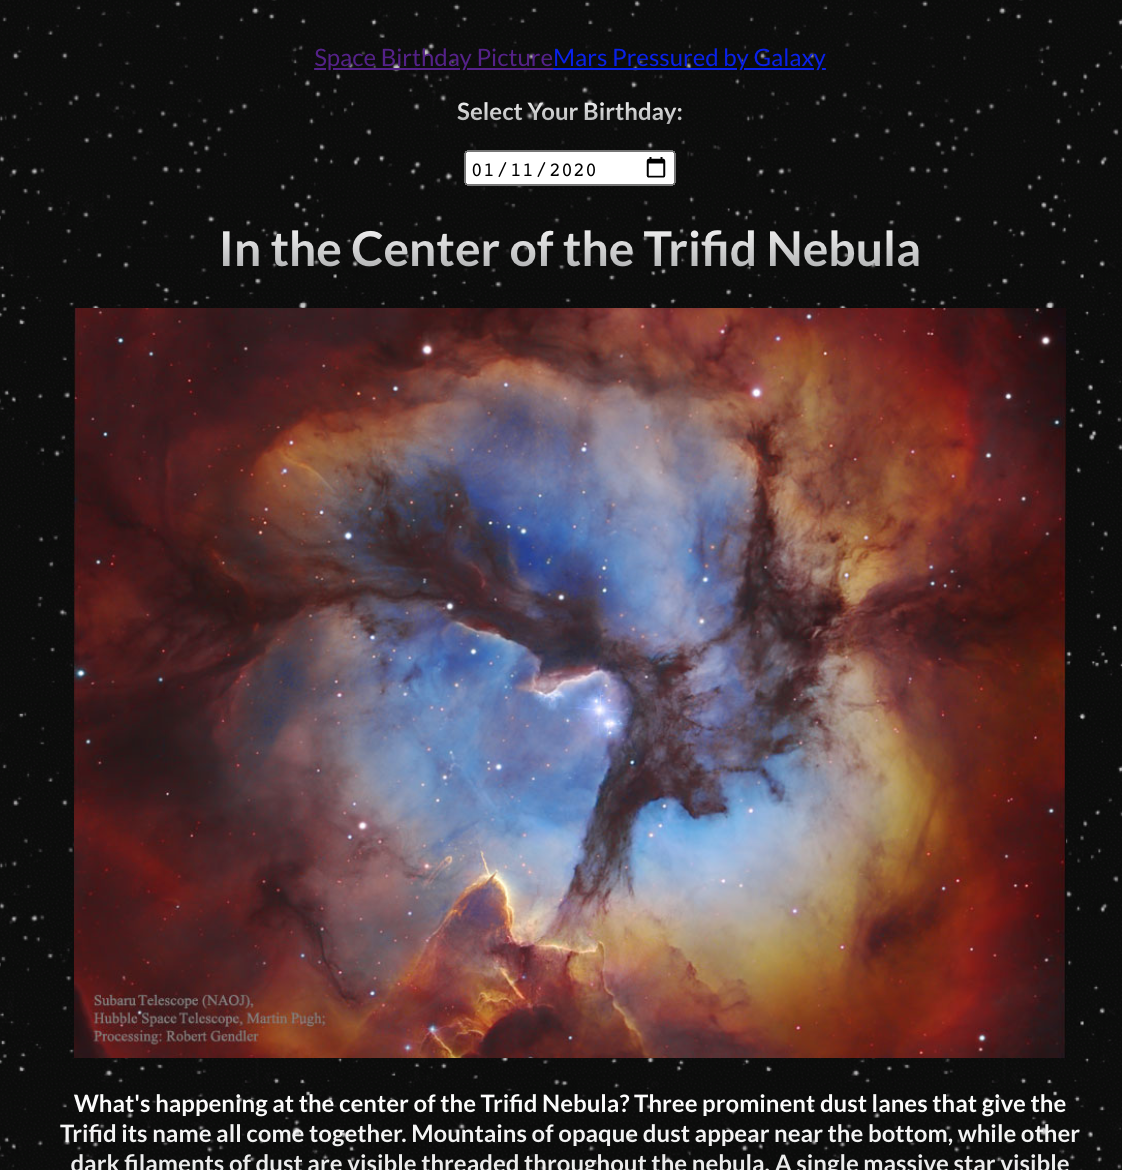 Space Birthday PictureMars Pressured by Galaxy
Select Your Birthday:
01/11/2020
In the Center of the Trifid Nebula
Subaru Telescope (NAOJ),
Hubble Space Telescope, Martin Pugh;
Processing: Robert Gendler
What's happening at the center of the Trifid Nebula? Three prominent dust lanes that give the
Trifid its name all come together. Mountains of opaque dust appear near the bottom, while other
dark filaments of dust are visible threaded throughout the nebula. A single massive star visible